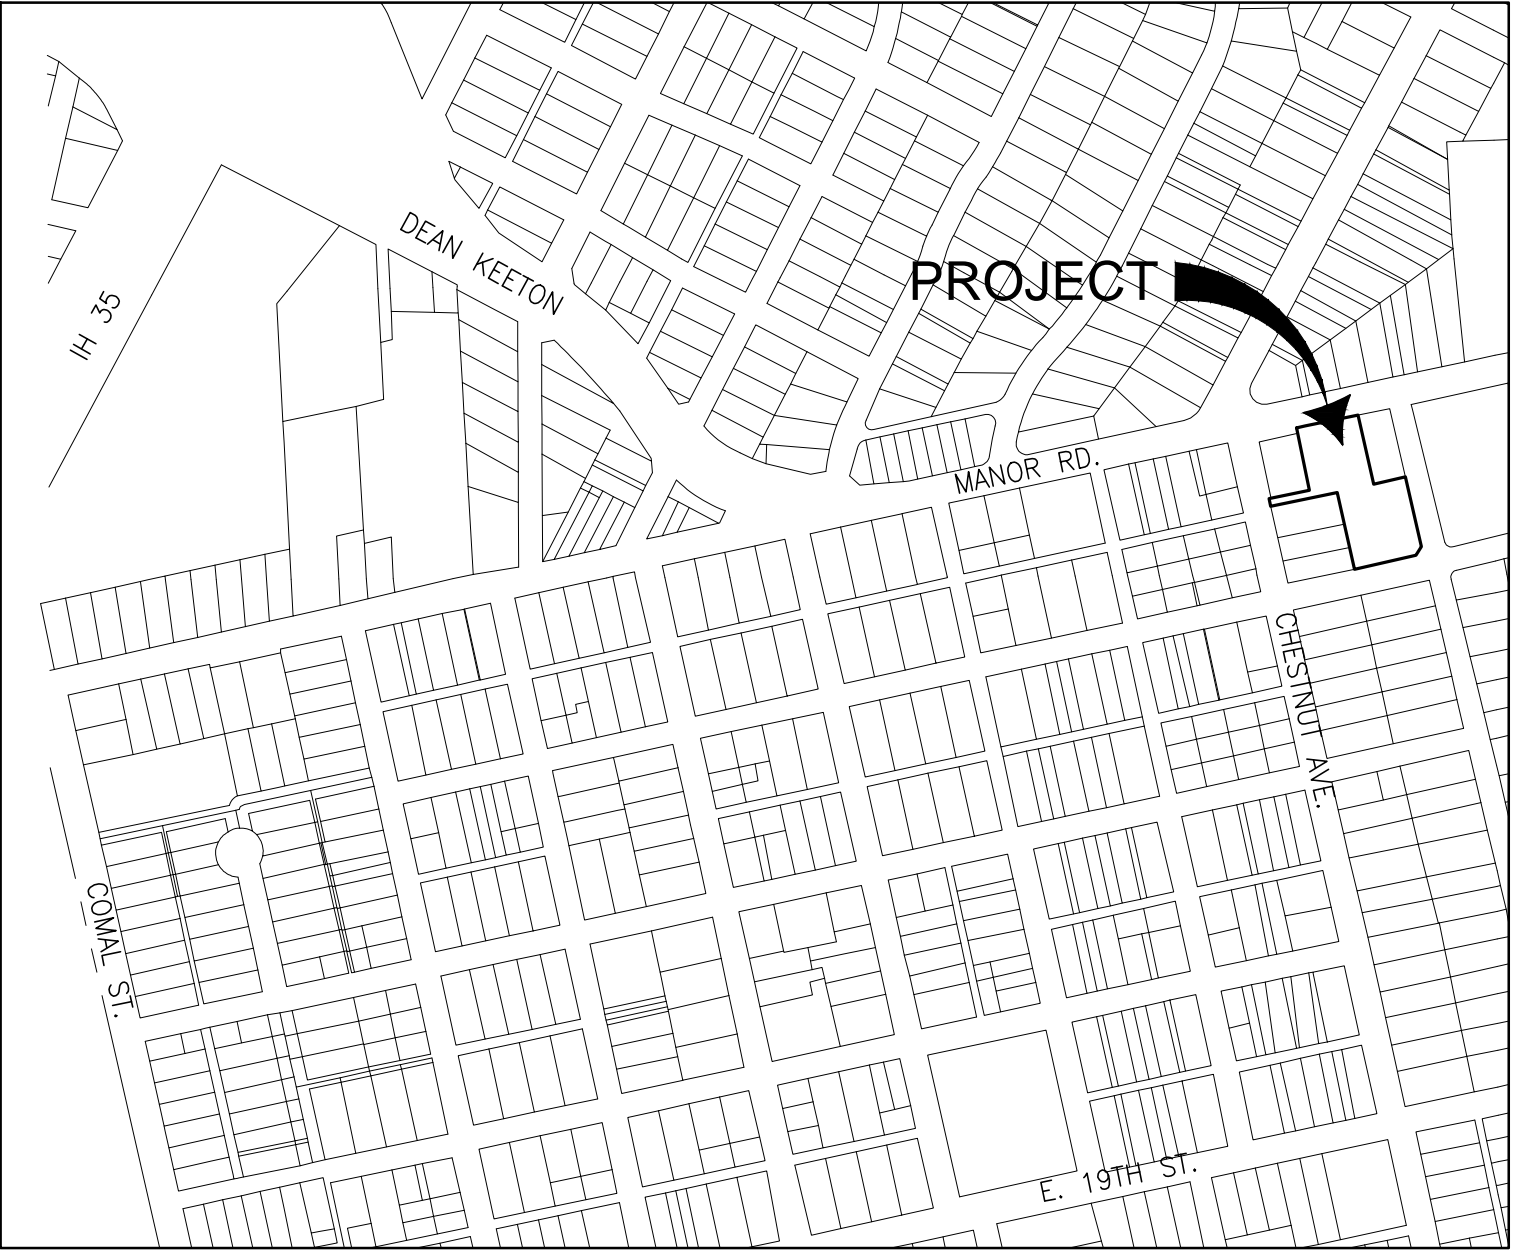 DEAN KEETON
PROJECT
IH 35
MANOR RD.
CHESTNUT AVE.
COMAL ST.
E. 19TH ST.